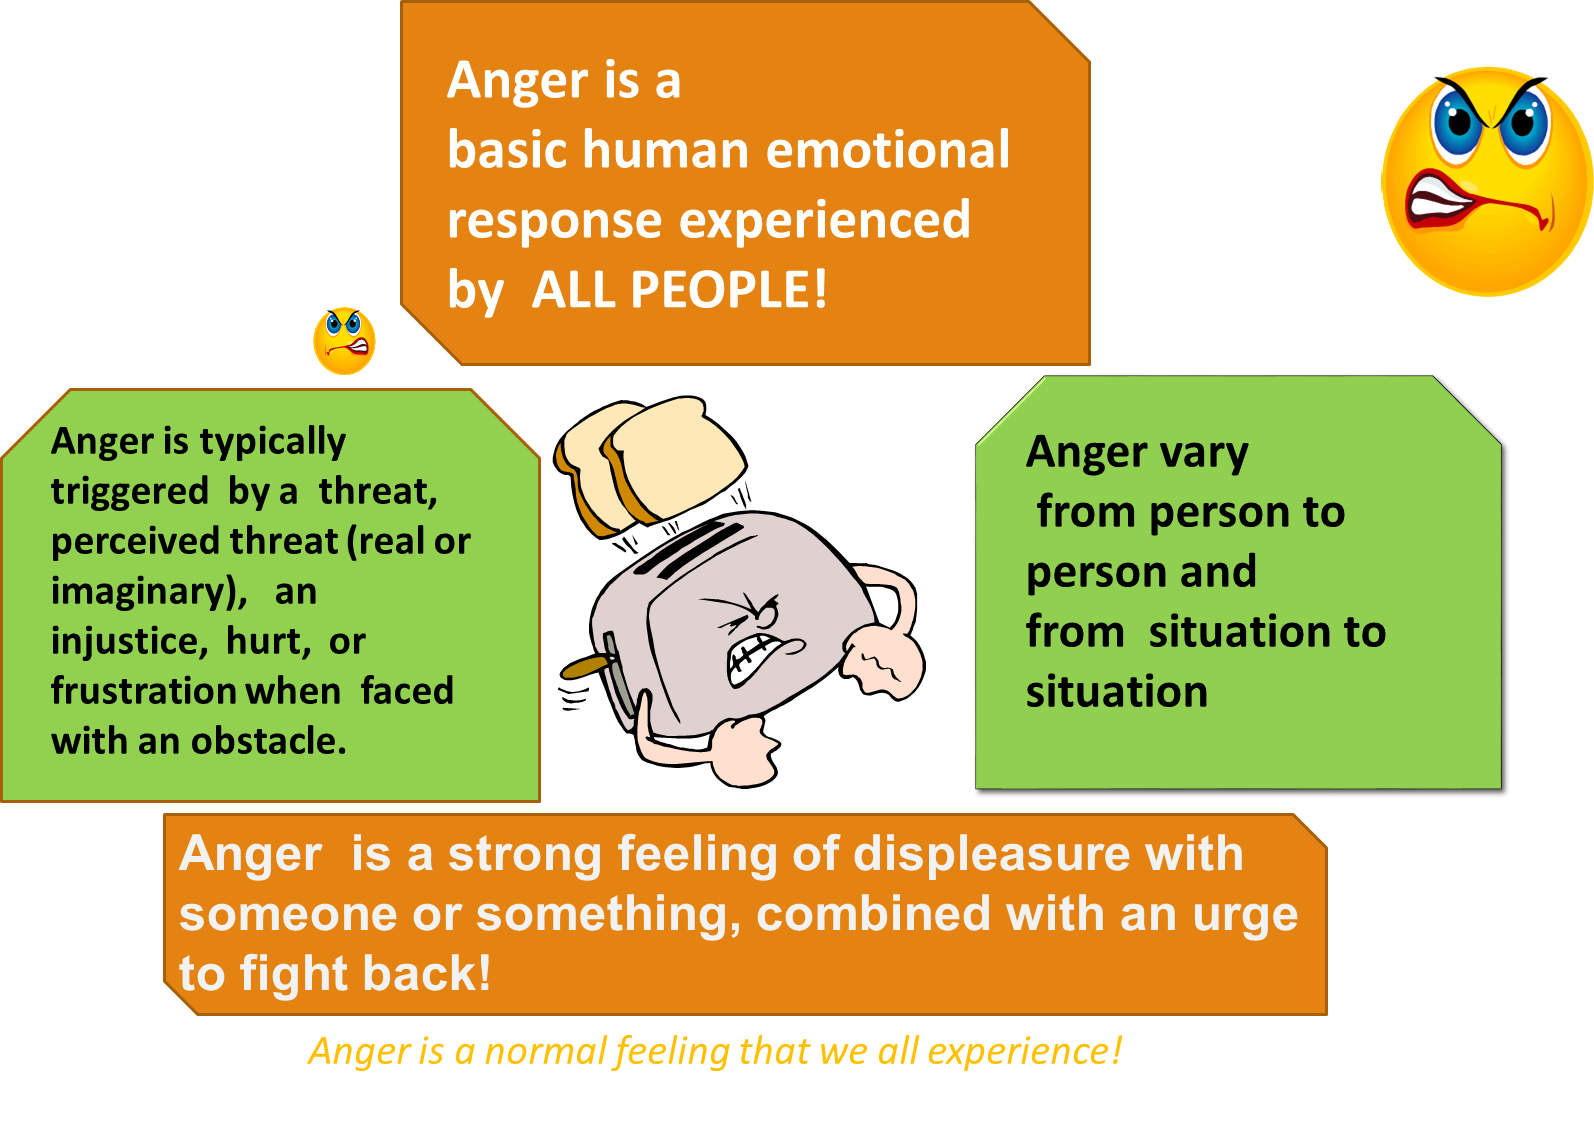 Anger is a
basic human emotional
response experienced
by ALL PEOPLE!
Anger is typically
triggered by a threat,
perceived threat (real or
imaginary), an
injustice, hurt, or
frustration when faced
with an obstacle.
Anger vary
from person to
person and
from situation to
situation
Anger is a strong feeling of displeasure with
someone or something, combined with an urge
to fight back!
Anger is a normal feeling that we all experience!